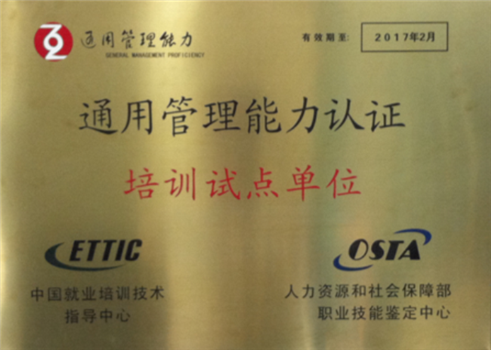 通用管理能力
GENERAL MANAGEMENT PROFICIENCY
有效期至: 2017年2月
通用管理能力认证
培训试点单位
ETTIC
中国就业培训技术
指导中心
OSTA
人力资源和社会保障部
职业技能鉴定中心